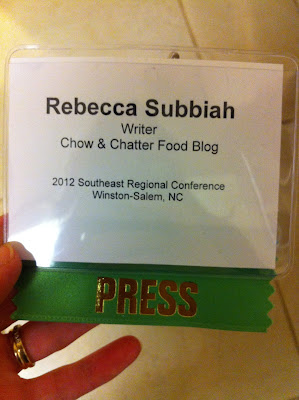 Rebecca Subbiah
Writer
Chow & Chatter Food Blog
2012 Southeast Regional Conference
Winston-Salem, NC
PRESS